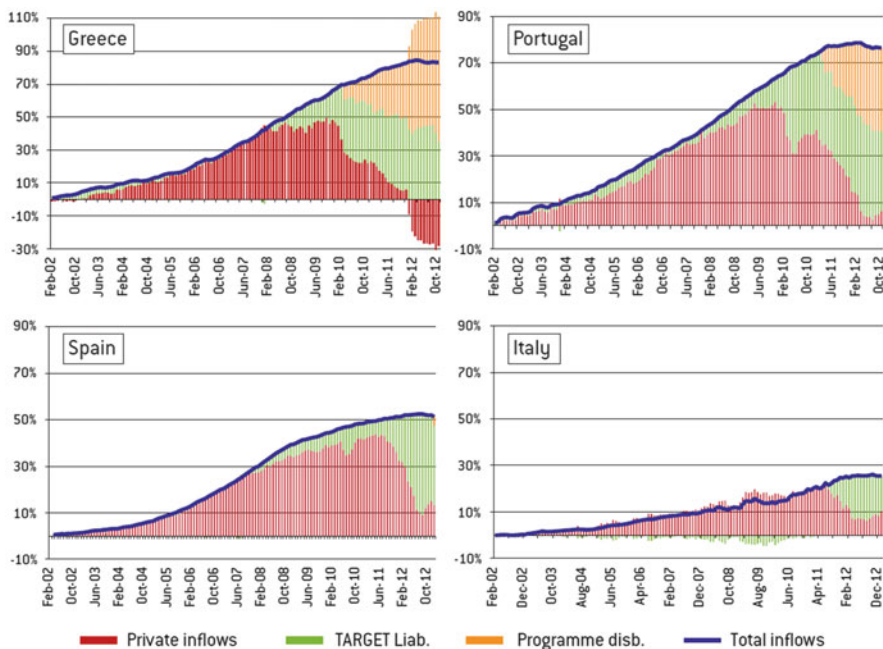 Greece
110%
90%
70%
50%
30%
10%
-10%
-30%
Feb-02
Oct-02
Jun-03
Feb-04
Oct-04
Jun-05
Feb-06
Oct-06
Jun-07
Feb-08
Oct-08
Jun-09
Feb-10
Oct-10
Jun-11
Feb-12
Oct-12
Portugal
90%
70%
50%
30%
10%
-10%
Feb-02
Oct-02
Jun-03
Feb-04
Oct-04
Jun-05
Feb-06
Oct-06
Jun-07
Feb-08
Oct-08
Jun-09
Feb-10
Oct-10
Jun-11
Feb-12
Oct-12
Spain
90%
70%
50%
30%
10%
-10%
Feb-02
Oct-02
Jun-03
Feb-04
Oct-04
Jun-05
Feb-06
Oct-06
Jun-07
Feb-08
Oct-08
Jun-09
Feb-10
Oct-10
Jun-11
Feb-12
Oct-12
Italy
90%
70%
50%
30%
10%
-10%
Feb-02
Dec-02
Oct-03
Aug-04
Jun-05
Apr-06
Feb-07
Dec-07
Oct-08
Aug-09
Jun-10
Apr-11
Feb-12
Dec-12
Private inflows
TARGET Liab.
Programme disb.
Total inflows